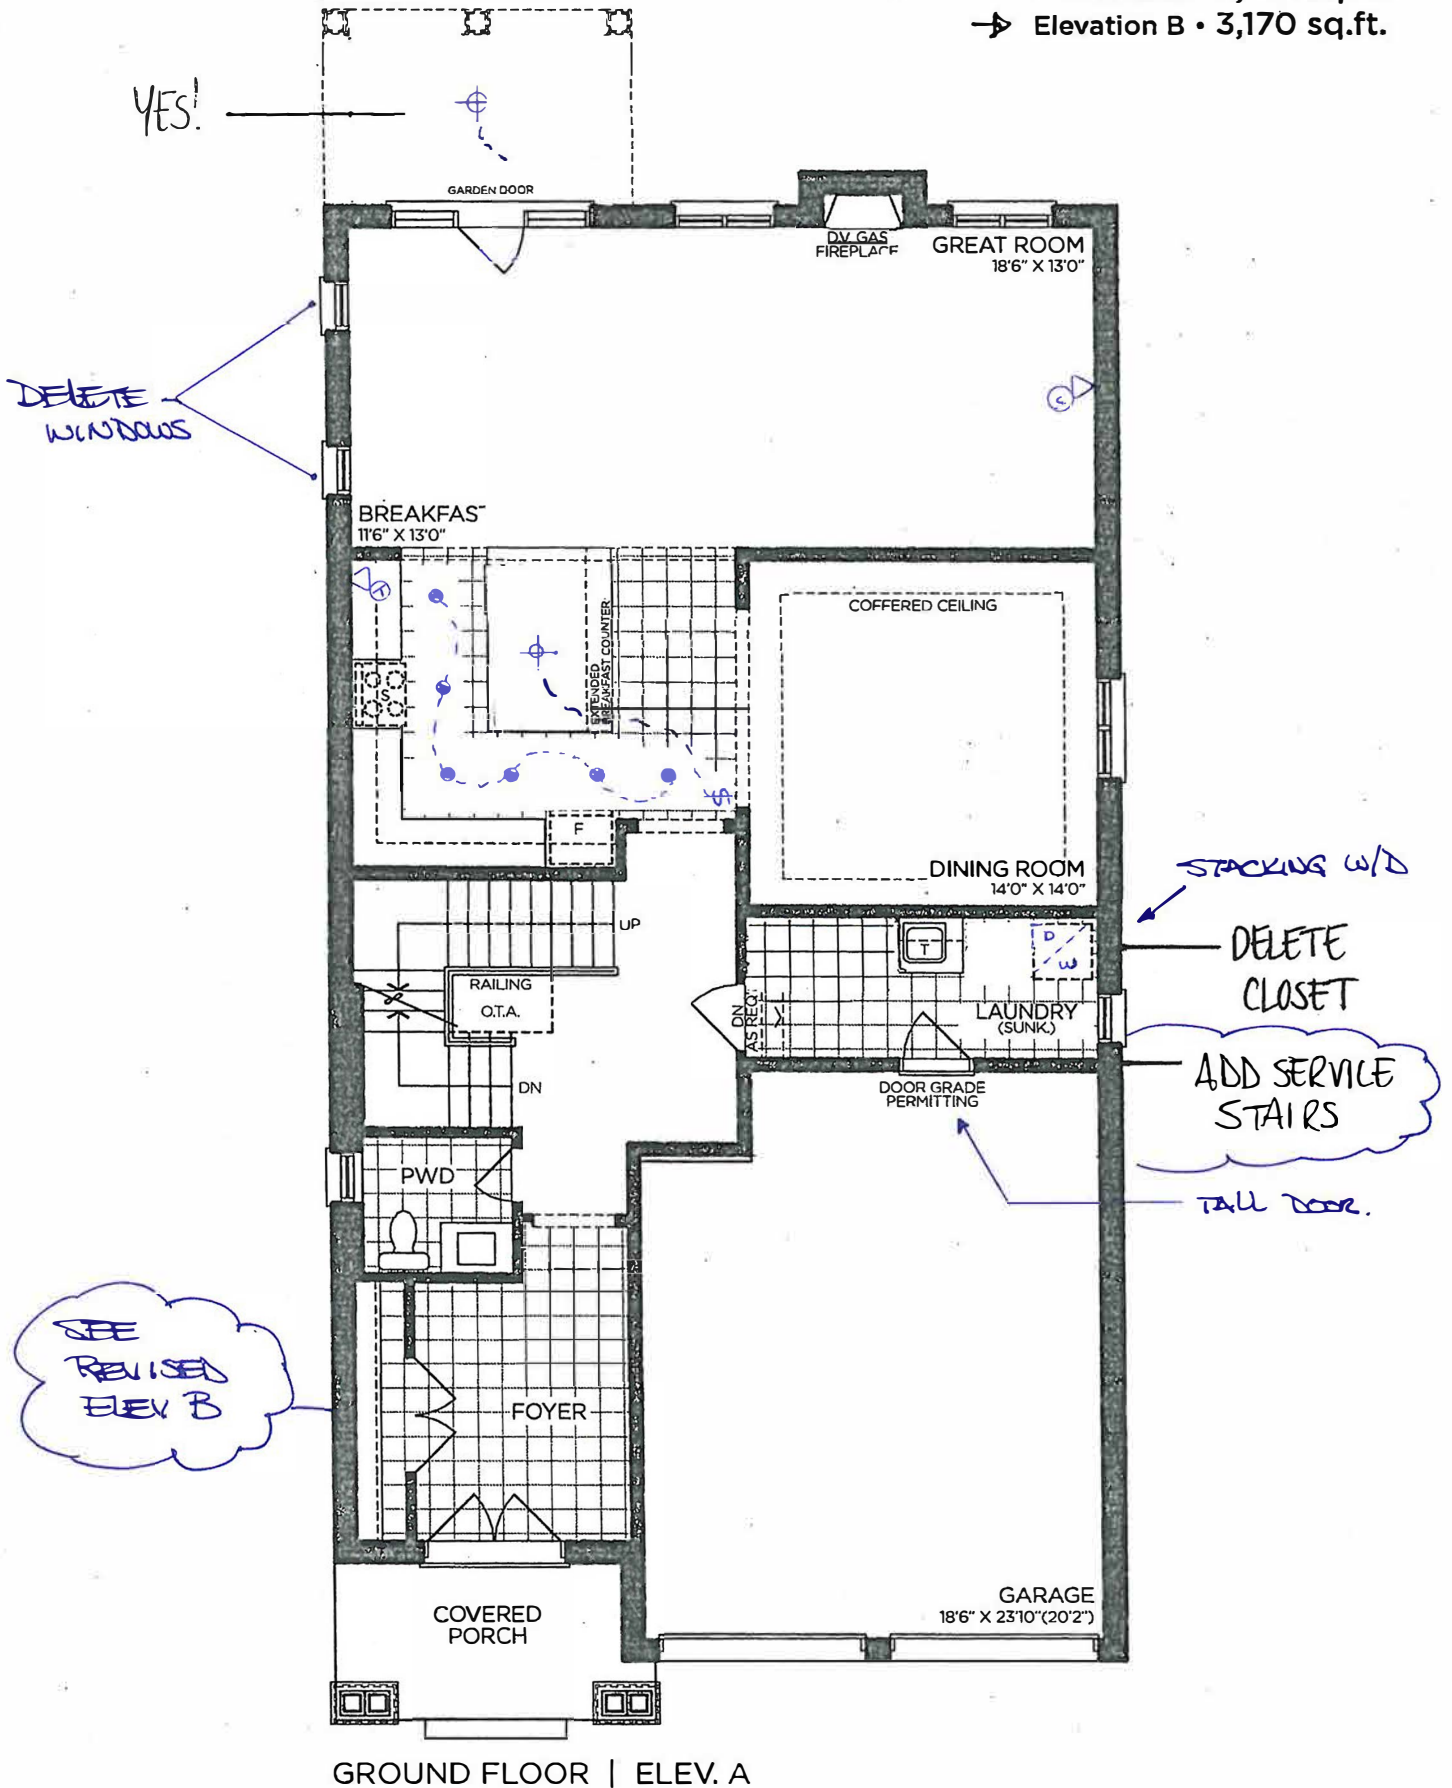 Elevation B • 3,170 sq.ft.
YES!
GARDEN DOOR
D.V. GAS
FIREPLACE
GREAT ROOM
18'6" X 13'0"
DELETE
WINDOWS
C
BREAKFAS
11'6" X 13'0"
T
COFFERED CEILING
EXTENDED
BREAKFAST COUNTER
S
$
F
DINING ROOM
14'0" X 14'0"
STACKING W/D
UP
T
D
W
DELETE
CLOSET
RAILING
O.T.A.
DN
AS REQ
LAUNDRY
(SUNK.)
ADD SERVICE
STAIRS
DN
DOOR GRADE
PERMITTING
PWD
TALL DOOR.
SEE
REVISED
ELEV B
FOYER
GARAGE
18'6" X 23'10"(20'2")
COVERED
PORCH
GROUND FLOOR | ELEV. A